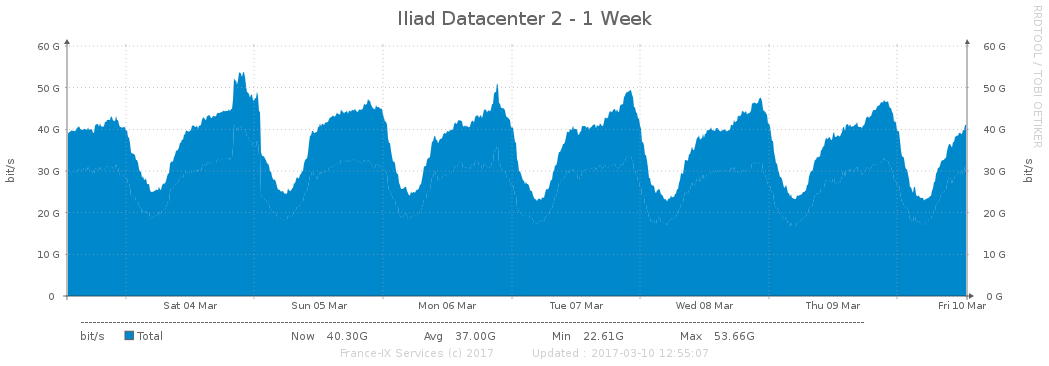 Iliad Datacenter 2 - 1 Week
RRDTOOL / TOBI OETIKER
60 G 60 G
50 G 50 G
40 G 40 G
30 G 30 G
20 G 20 G
10 G 10 G
0 0 G
bit/s bit/s
Sat 04 Mar Sun 05 Mar Mon 06 Mar Tue 07 Mar Wed 08 Mar Thu 09 Mar Fri 10 Mar
bit/s Total Now 40.30G Avg 37.00G Min 22.61G Max 53.66G
France-IX Services (c) 2017 Updated : 2017-03-10 12:55:07